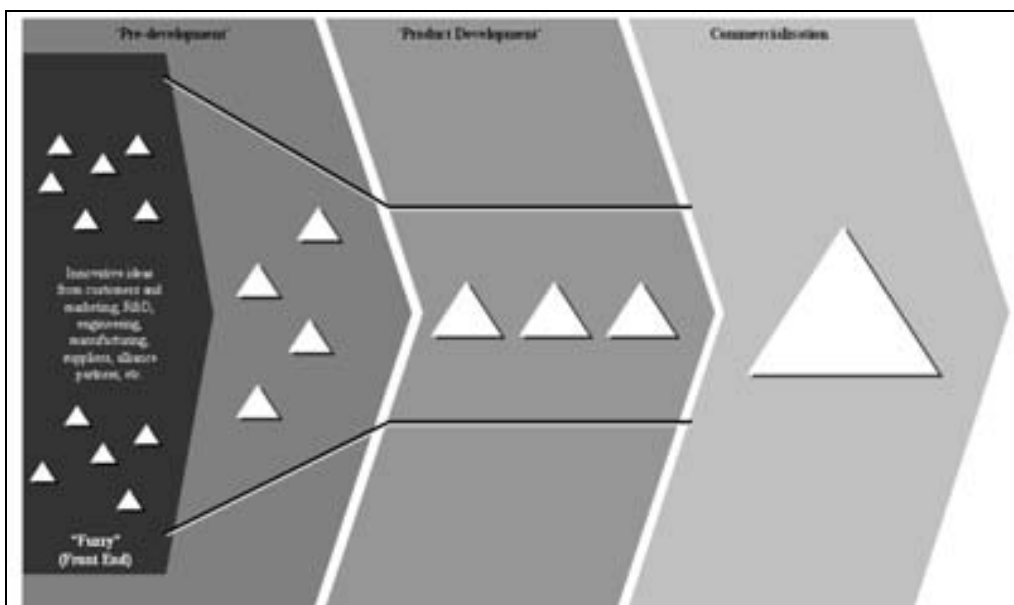 'Pre-development'
'Product Development'
Commercialisation
Innovative ideas
from customers and
marketing, R&D,
engineering,
manufacturing,
suppliers, alliance
partners, etc.
"Fuzzy"
(Front End)